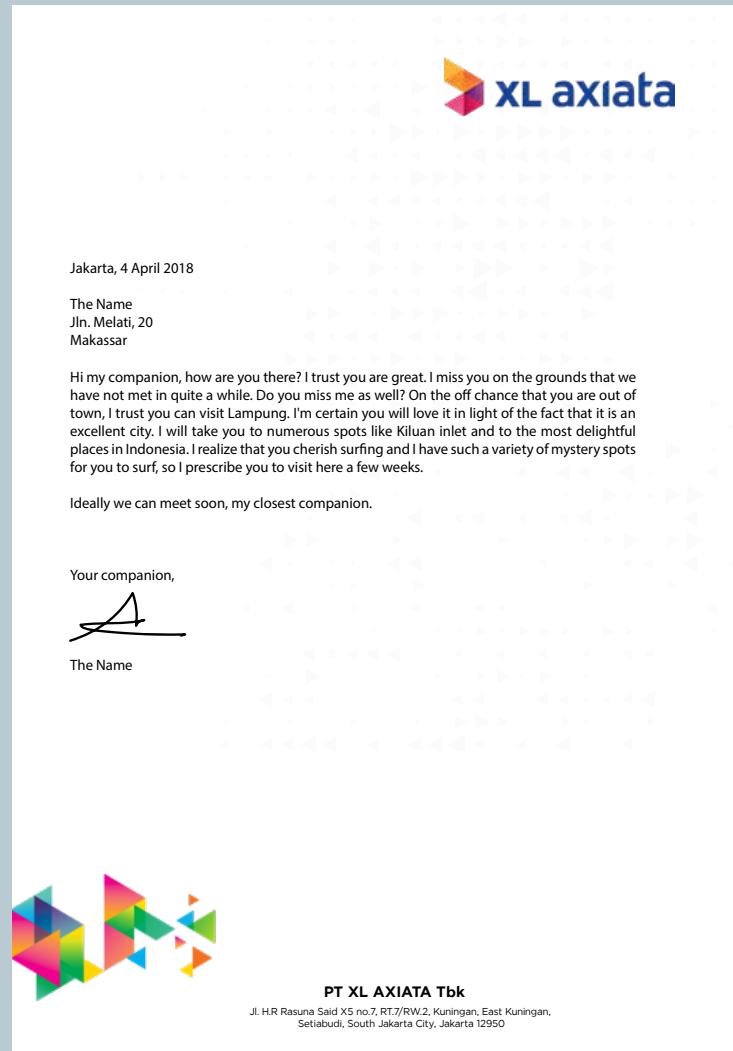 XL axiata
Jakarta, 4 April 2018
The Name
Jln. Melati, 20
Makassar
Hi my companion, how are you there? I trust you are great. I miss you on the grounds that we
have not met in quite a while. Do you miss me as well? On the off chance that you are out of
town, I trust you can visit Lampung. I'm certain you will love it in light of the fact that it is an
excellent city. I will take you to numerous spots like Kiluan inlet and to the most delightful
places in Indonesia. I realize that you cherish surfing and I have such a variety of mystery spots
for you to surf, so I prescribe you to visit here a few weeks.
Ideally we can meet soon, my closest companion.
Your companion,
The Name
PT XL AXIATA Tbk
Jl. H.R Rasuna Said X5 no.7, RT.7/RW.2, Kuningan, East Kuningan,
Setiabudi, South Jakarta City, Jakarta 12950